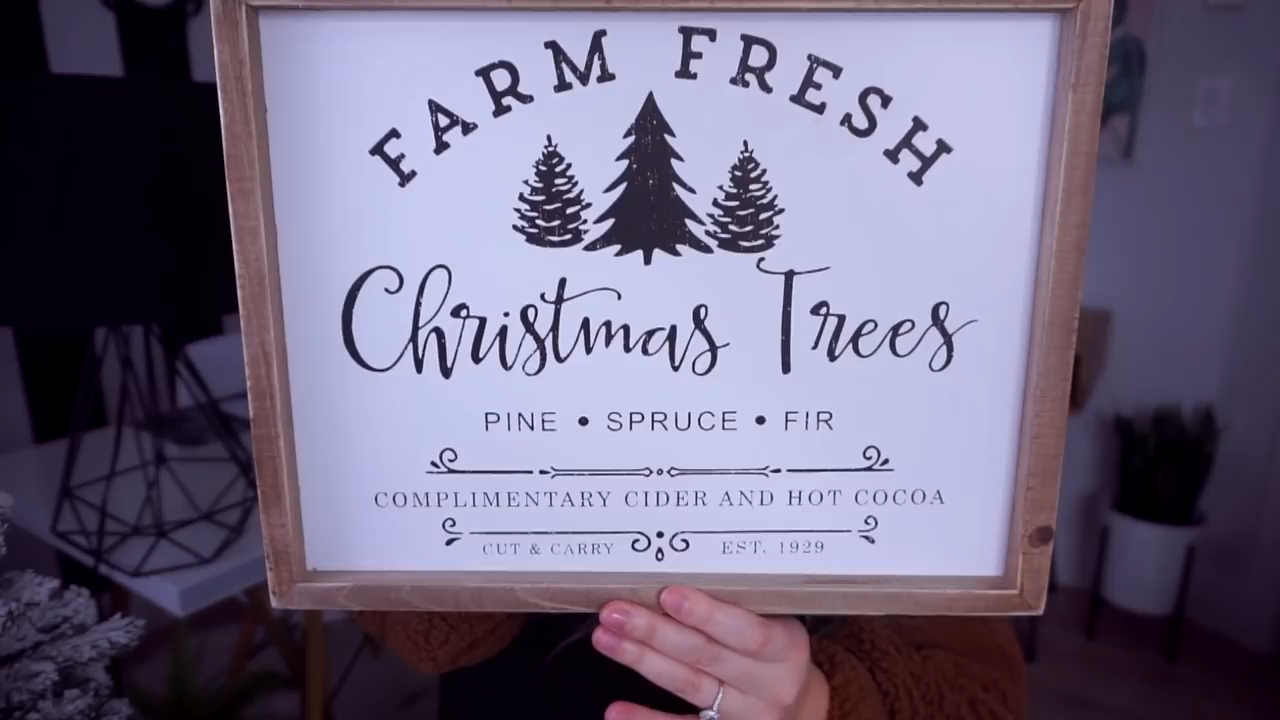 FARM FRESH
Christmas Trees
PINE • SPRUCE • FIR
COMPLIMENTARY CIDER AND HOT COCOA
CUT & CARRY EST. 1929